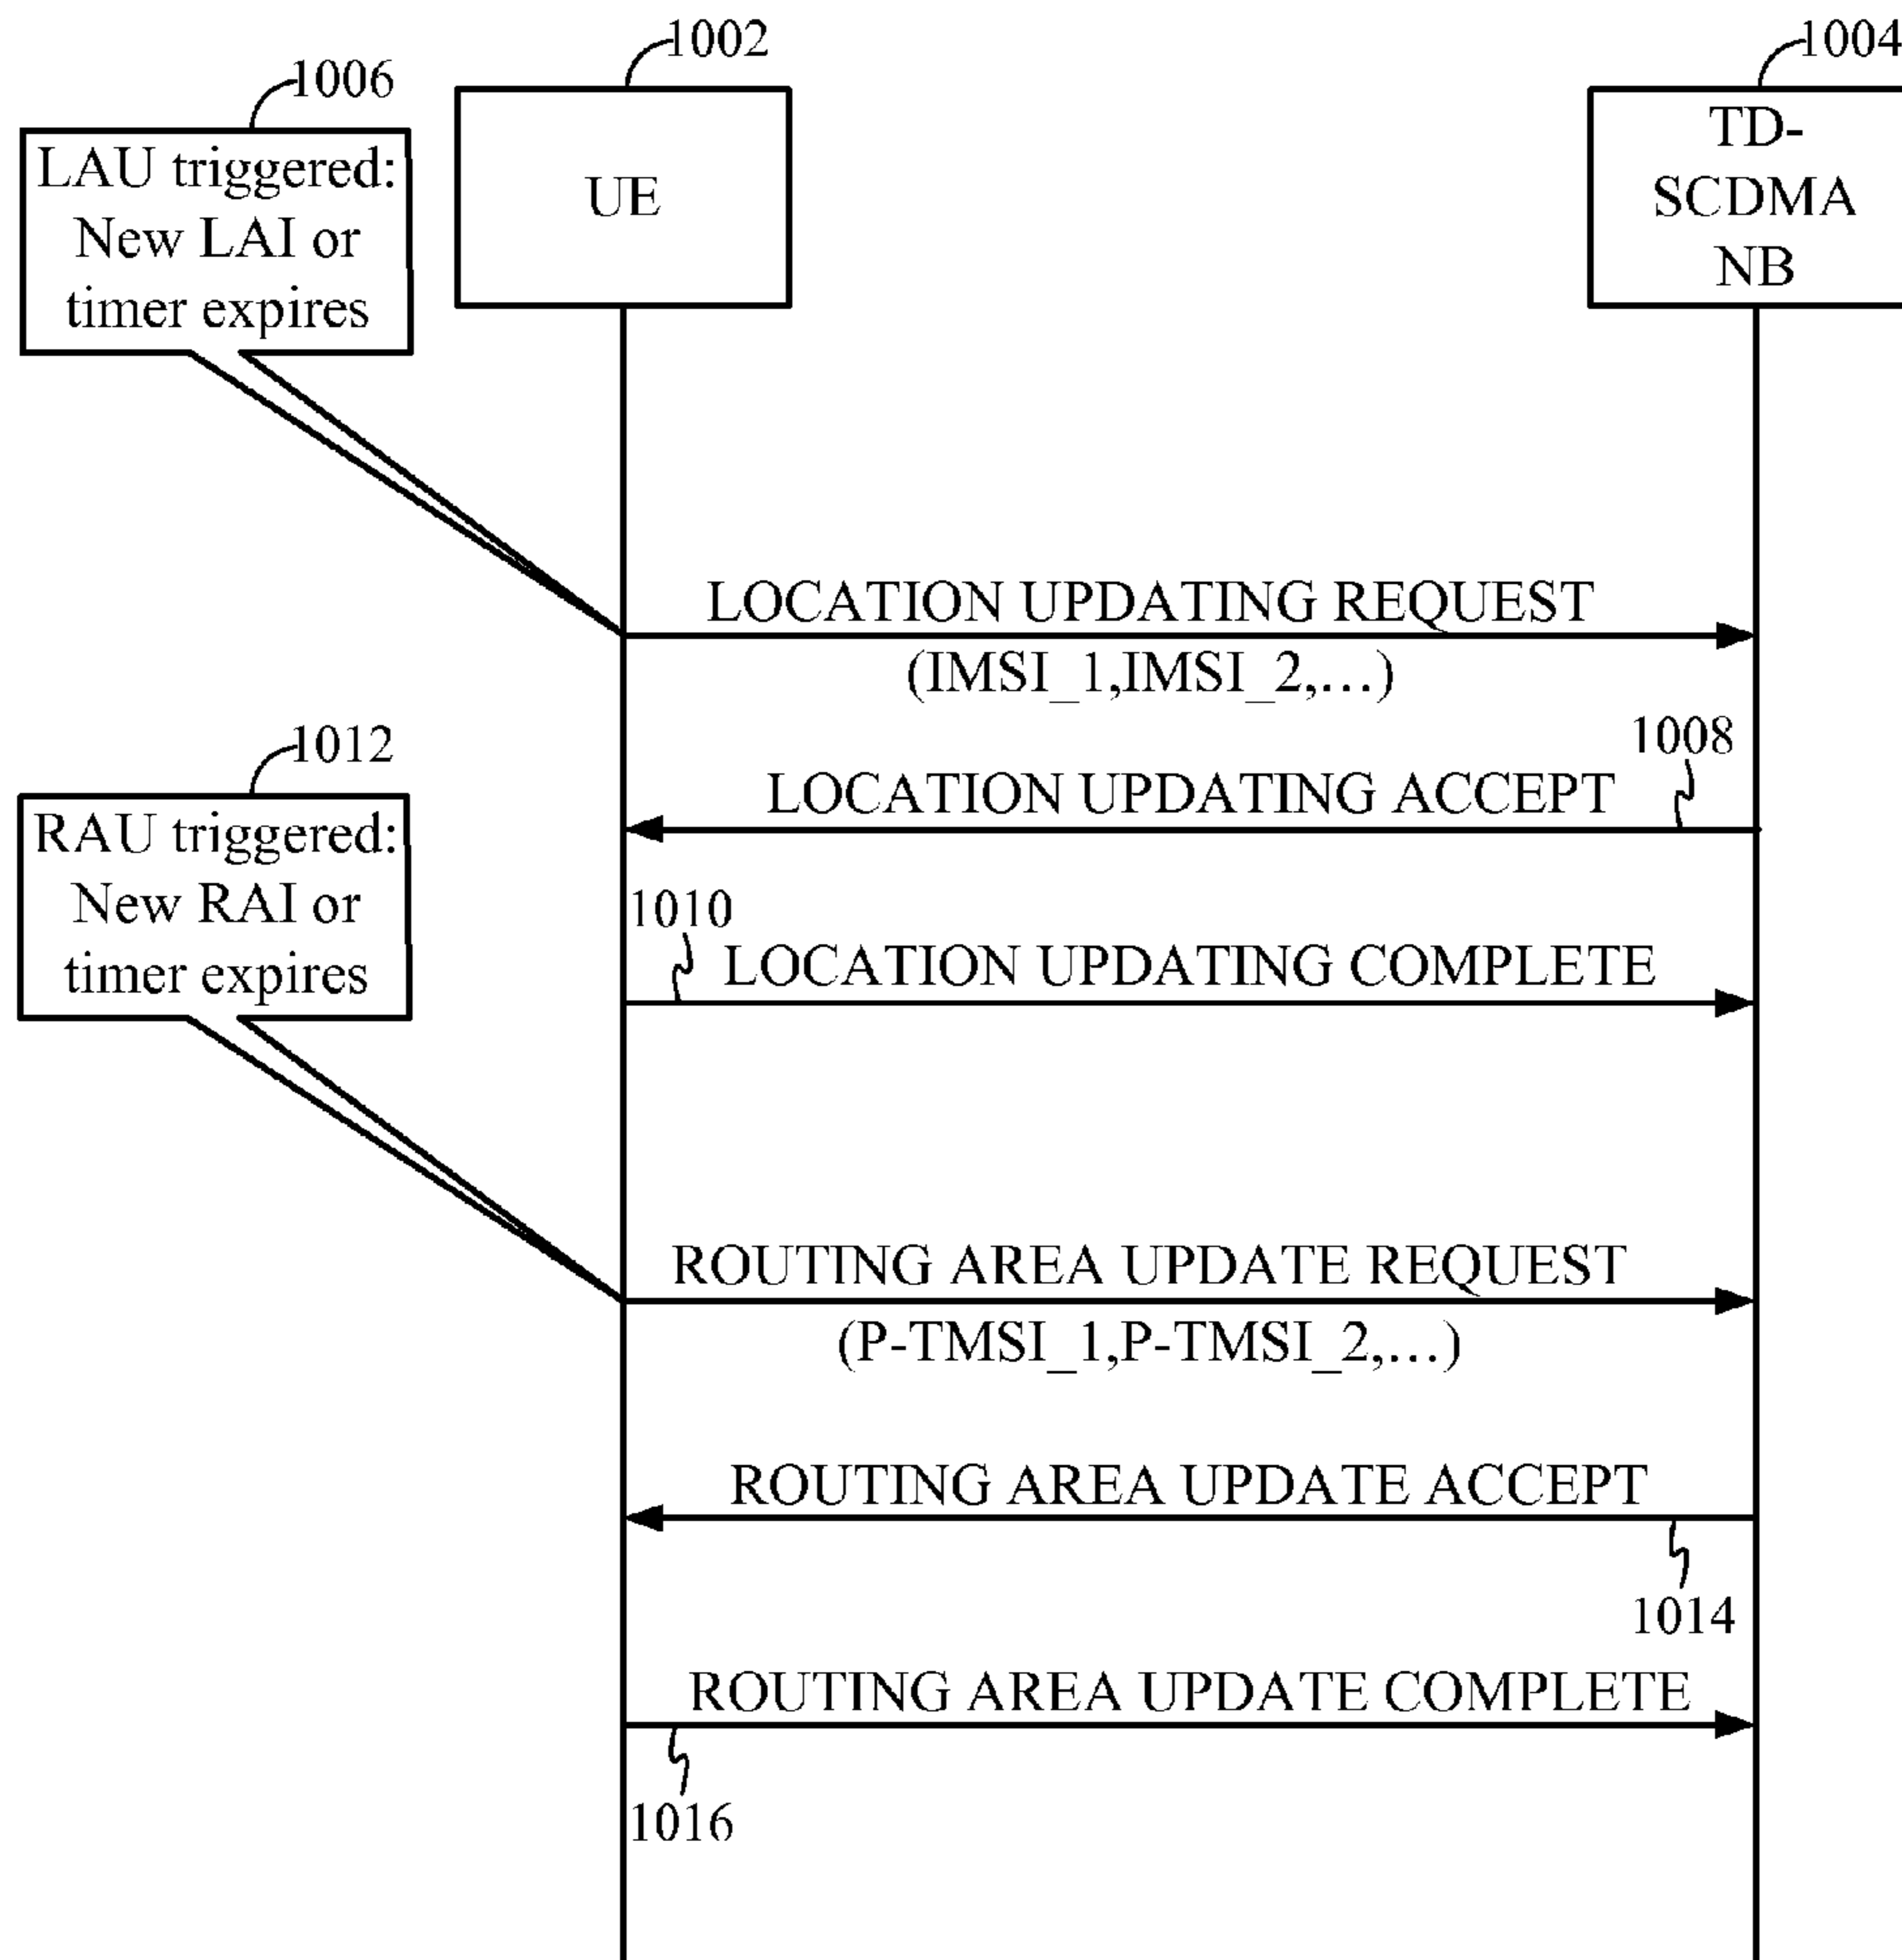 1002
1004
1006
UE
TD-
SCDMA
NB
LAU triggered:
New LAI or
timer expires
LOCATION UPDATING REQUEST
(IMSI_1,IMSI_2,...)
1008
LOCATION UPDATING ACCEPT
1012
RAU triggered:
New RAI or
timer expires
1010
LOCATION UPDATING COMPLETE
ROUTING AREA UPDATE REQUEST
(P-TMSI_1,P-TMSI_2,...)
ROUTING AREA UPDATE ACCEPT
1014
ROUTING AREA UPDATE COMPLETE
1016